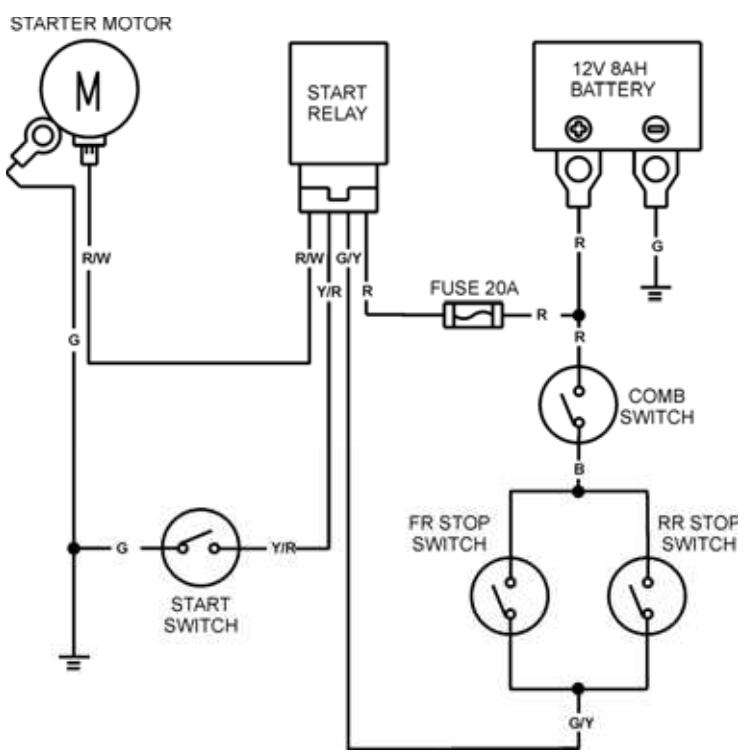 STARTER MOTOR
M
START
RELAY
12V 8AH
BATTERY
R/W
R/W
G/Y
Y/R
R
R
G
FUSE 20A
R
R
G
COMB
SWITCH
B
FR STOP
SWITCH
RR STOP
SWITCH
G
Y/R
START
SWITCH
G/Y